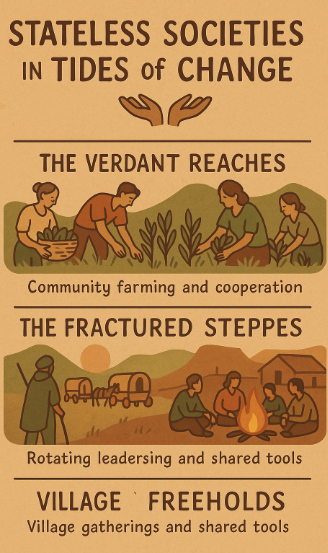 STATELESS SOCIETIES
IN TIDES of CHANGE
THE VERDANT REACHES
Community farming and cooperation
THE FRACTURED STEPPES
Rotating leadersing and shared tools
VILLAGE FREEHOLDS
Village gatherings and shared tools